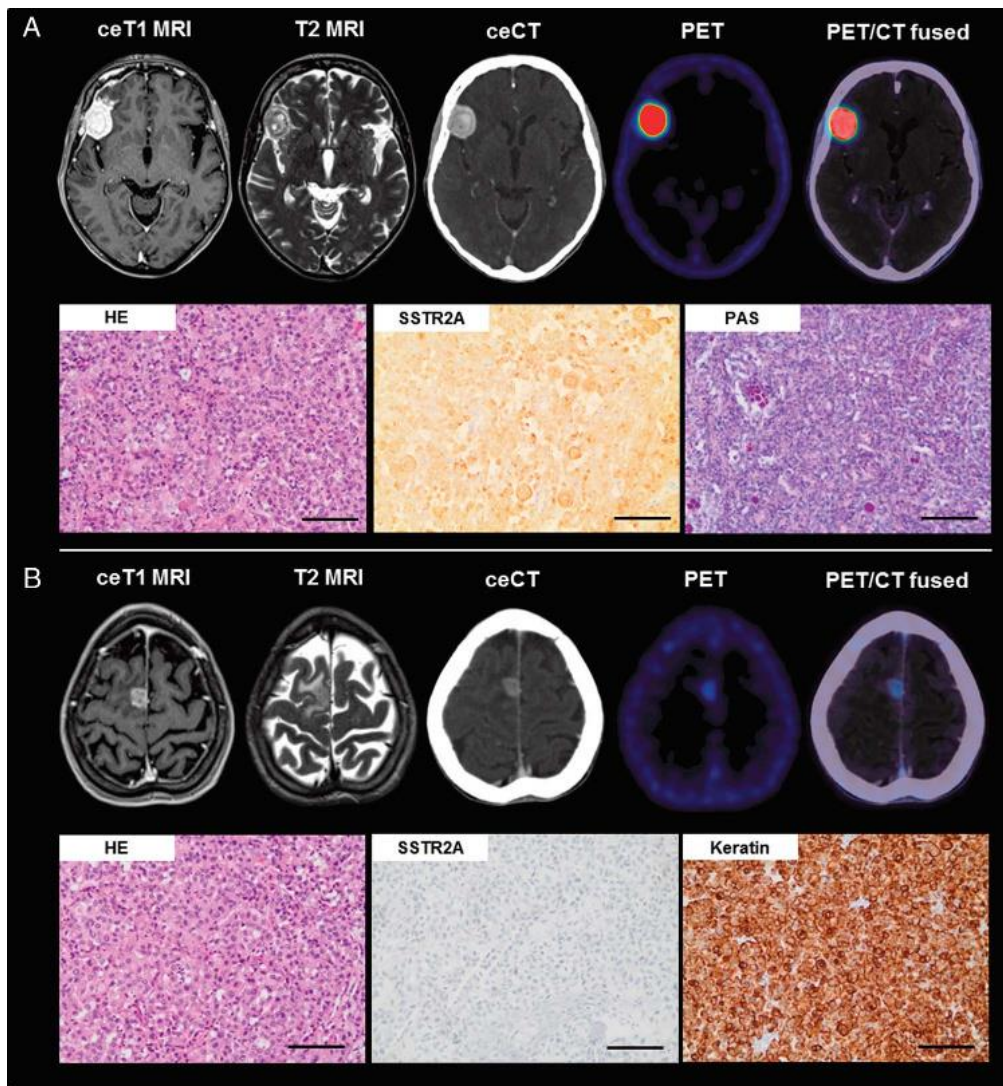 A
ceT1 MRI T2 MRI ceCT PET PET/CT fused
HE SSTR2A PAS
B
ceT1 MRI T2 MRI ceCT PET PET/CT fused
HE SSTR2A Keratin